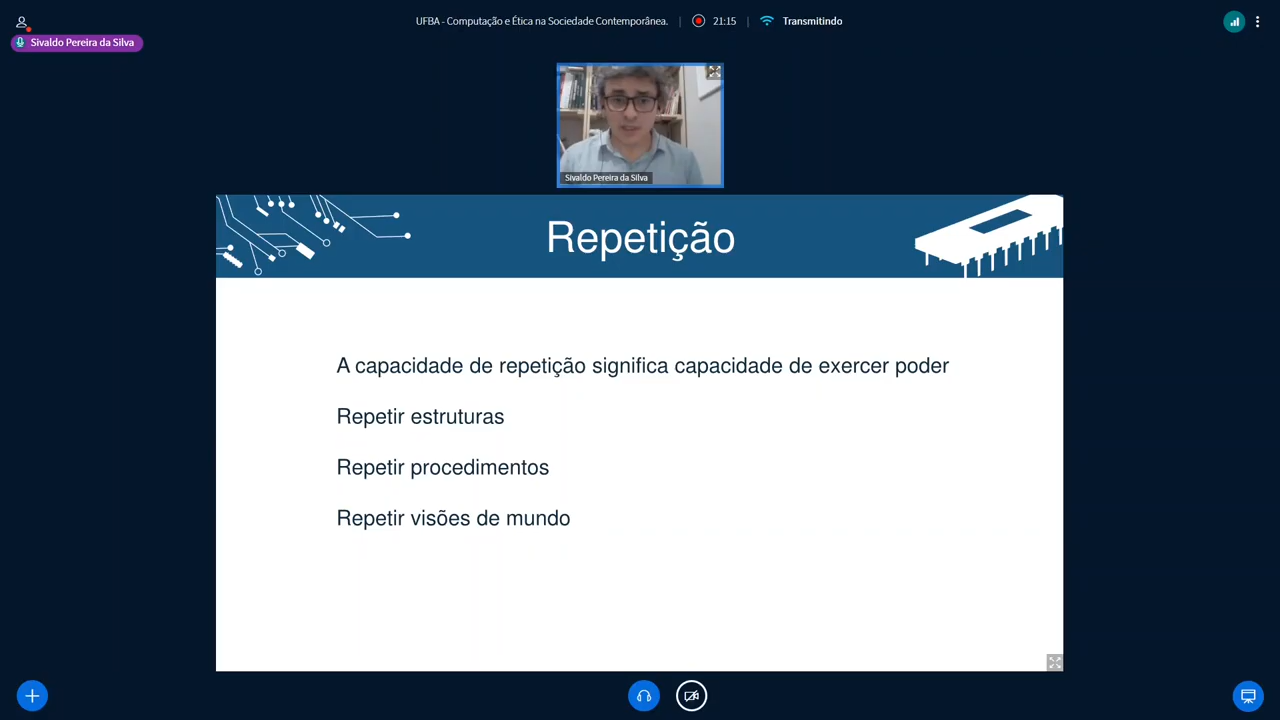 UFBA - Computação e Ética na Sociedade Contemporânea. | 21:15 | Transmitindo
Sivaldo Pereira da Silva
Sivaldo Pereira da Silva
Repetição
A capacidade de repetição significa capacidade de exercer poder
Repetir estruturas
Repetir procedimentos
Repetir visões de mundo